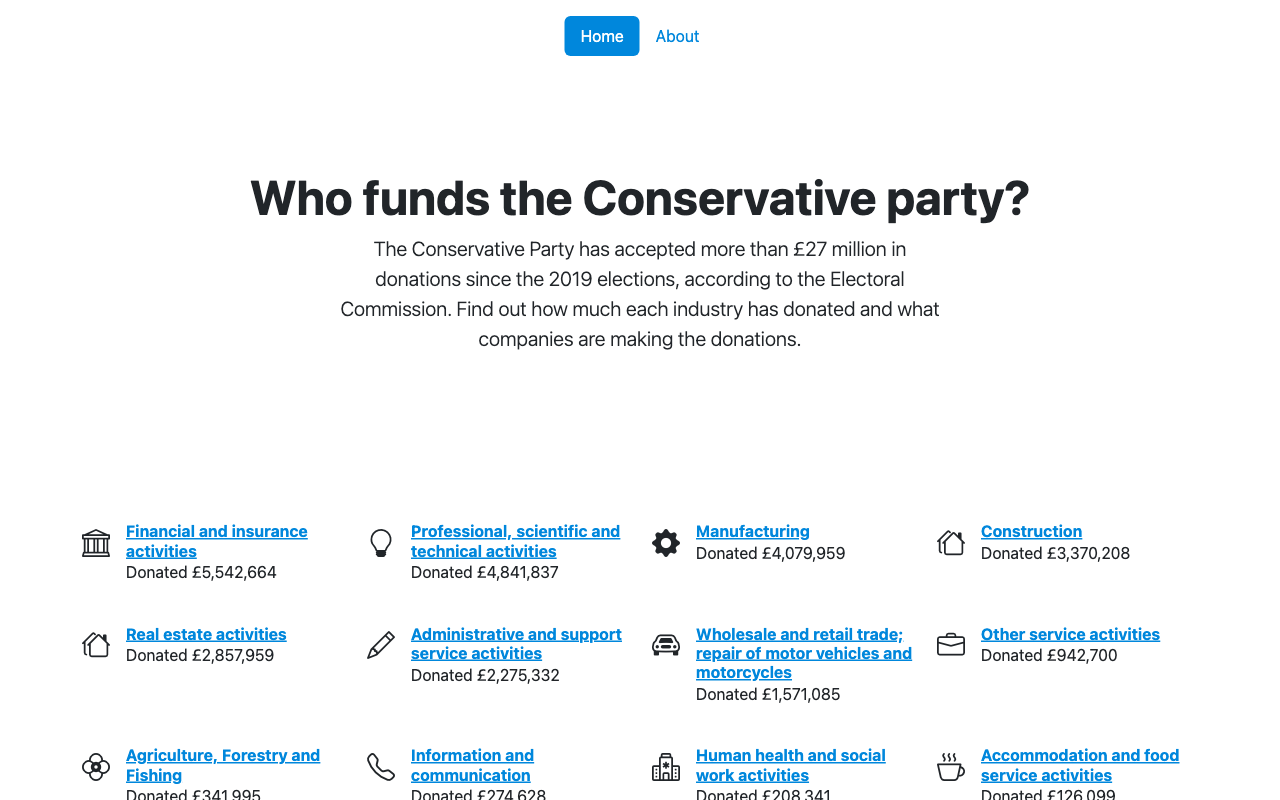 Home About
Who funds the Conservative party?
The Conservative Party has accepted more than £27 million in
donations since the 2019 elections, according to the Electoral
Commission. Find out how much each industry has donated and what
companies are making the donations.
Financial and insurance
activities
Donated £5,542,664
Professional, scientific and
technical activities
Donated £4,841,837
Manufacturing
Donated £4,079,959
Construction
Donated £3,370,208
Real estate activities
Donated £2,857,959
Administrative and support
service activities
Donated £2,275,332
Wholesale and retail trade;
repair of motor vehicles and
motorcycles
Donated £1,571,085
Other service activities
Donated £942,700
Agriculture, Forestry and
Fishing
Donated £341,995
Information and
communication
Donated £274,628
Human health and social
work activities
Donated £208,341
Accommodation and food
service activities
Donated £126,099